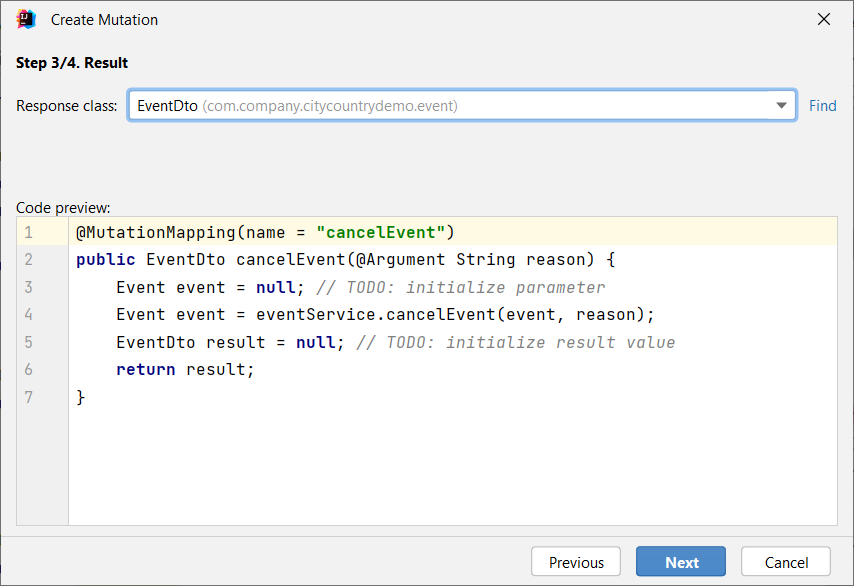 Create Mutation
Step 3/4. Result
Response class: EventDto (com.company.citycountrydemo.event) Find
Code preview:
1 @MutationMapping(name = "cancelEvent")
2 public EventDto cancelEvent(@Argument String reason) {
3 Event event = null; // TODO: initialize parameter
4 Event event = eventService.cancelEvent(event, reason);
5 EventDto result = null; // TODO: initialize result value
6 return result;
7 }
Previous Next Cancel